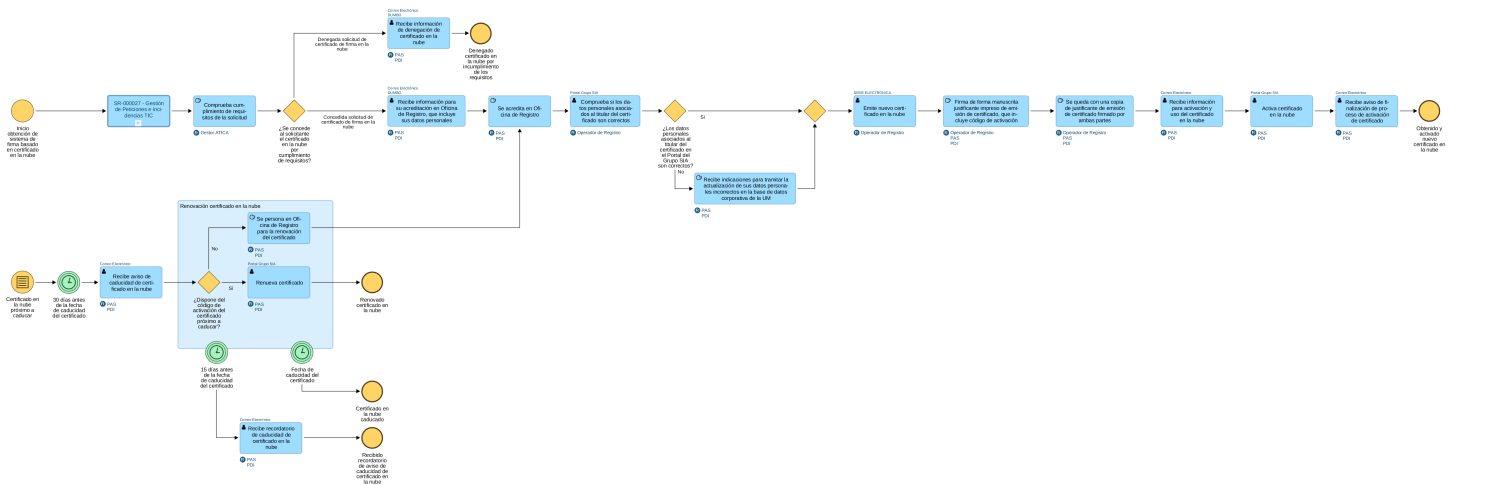 Correo Electrónico
DUMBO
Recibe información
de denegación de
certificado en la
nube
PAS
PDI
Denegado
certificado en
la nube por
incumplimiento
de los
requisitos
Denegada solicitud de
certificado de firma en la
nube
Inicio
obtención de
sistema de
firma basado
en certificado
en la nube
SR-000027 - Gestión
de Peticiones e inci-
dencias TIC
Comprueba cum-
plimiento de requi-
sitos de la solicitud
Gestor ATICA
¿Se concede
al solicitante
el certificado
en la nube
por
cumplimiento
de requisitos?
Concedida solicitud de
certificado de firma en la
nube
Correo Electrónico
DUMBO
Recibe información para
su acreditación en Oficina
de Registro, que incluye
sus datos personales
PAS
PDI
Se acredita en Ofi-
cina de Registro
PAS
PDI
Portal Grupo SIA
Comprueba si los da-
tos personales asocia-
dos al titular del certi-
ficado son correctos
Operador de Registro
Sí
¿Los datos
personales
asociados al
titular del
certificado en
el Portal del
Grupo SIA
son correctos?
No
Recibe indicaciones para tramitar la
actualización de sus datos persona-
les incorrectos en la base de datos
corporativa de la UM
PAS
PDI
SEDE ELECTRÓNICA
Emite nuevo certi-
ficado en la nube
Operador de Registro
Firma de forma manuscrita
justificante impreso de emi-
sión de certificado, que in-
cluye código de activación
Operador de Registro
PAS
PDI
Se queda con una copia
de justificante de emisión
de certificado firmado por
ambas partes
Operador de Registro
PAS
PDI
Correo Electrónico
Recibe información
para activación y
uso del certificado
en la nube
PAS
PDI
Portal Grupo SIA
Activa certificado
en la nube
PAS
PDI
Correo Electrónico
Recibe aviso de fi-
nalización de pro-
ceso de activación
de certificado
PAS
PDI
Obtenido y
activado
nuevo
certificado en
la nube
Renovación certificado en la nube
Se persona en Ofi-
cina de Registro
para la renovación
del certificado
PAS
PDI
No
Certificado en
la nube
próximo a
caducar
30 días antes
de la fecha
de caducidad
del certificado
Correo Electrónico
Recibe aviso de
caducidad de certi-
ficado en la nube
PAS
PDI
¿Dispone del
código de
activación del
certificado
próximo a
caducar?
Sí
Portal Grupo SIA
Renueva certificado
PAS
PDI
Renovado
certificado en
la nube
15 días antes
de la fecha
de caducidad
del certificado
Fecha de
caducidad del
certificado
Certificado en
la nube
caducado
Correo Electrónico
Recibe recordatorio
de caducidad de
certificado en la
nube
PAS
PDI
Recibido
recordatorio
de aviso de
caducidad de
certificado en
la nube